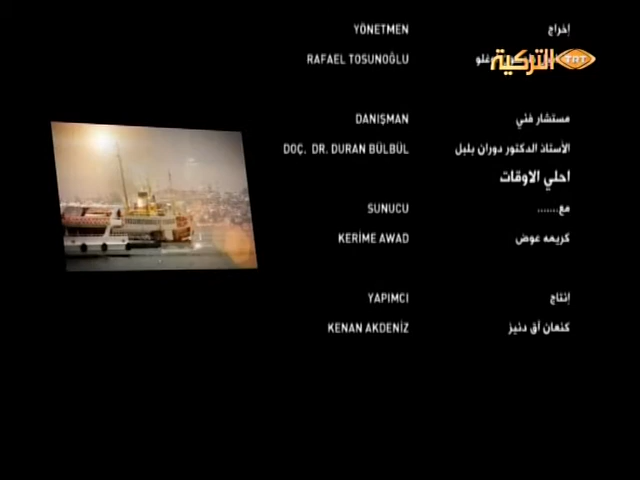 YÖNETMEN إخراج
التركية TRT
RAFAEL TOSUNOĞLU
DANIŞMAN مستشار فني
DOÇ. DR. DURAN BÜLBÜL الأستاذ الدكتور دوران بلبل
احلي الاوقات
SUNUCU مع.......
KERİME AWAD كريمه عوض
YAPIMCI إنتاج
KENAN AKDENİZ كنعان أق دنيز